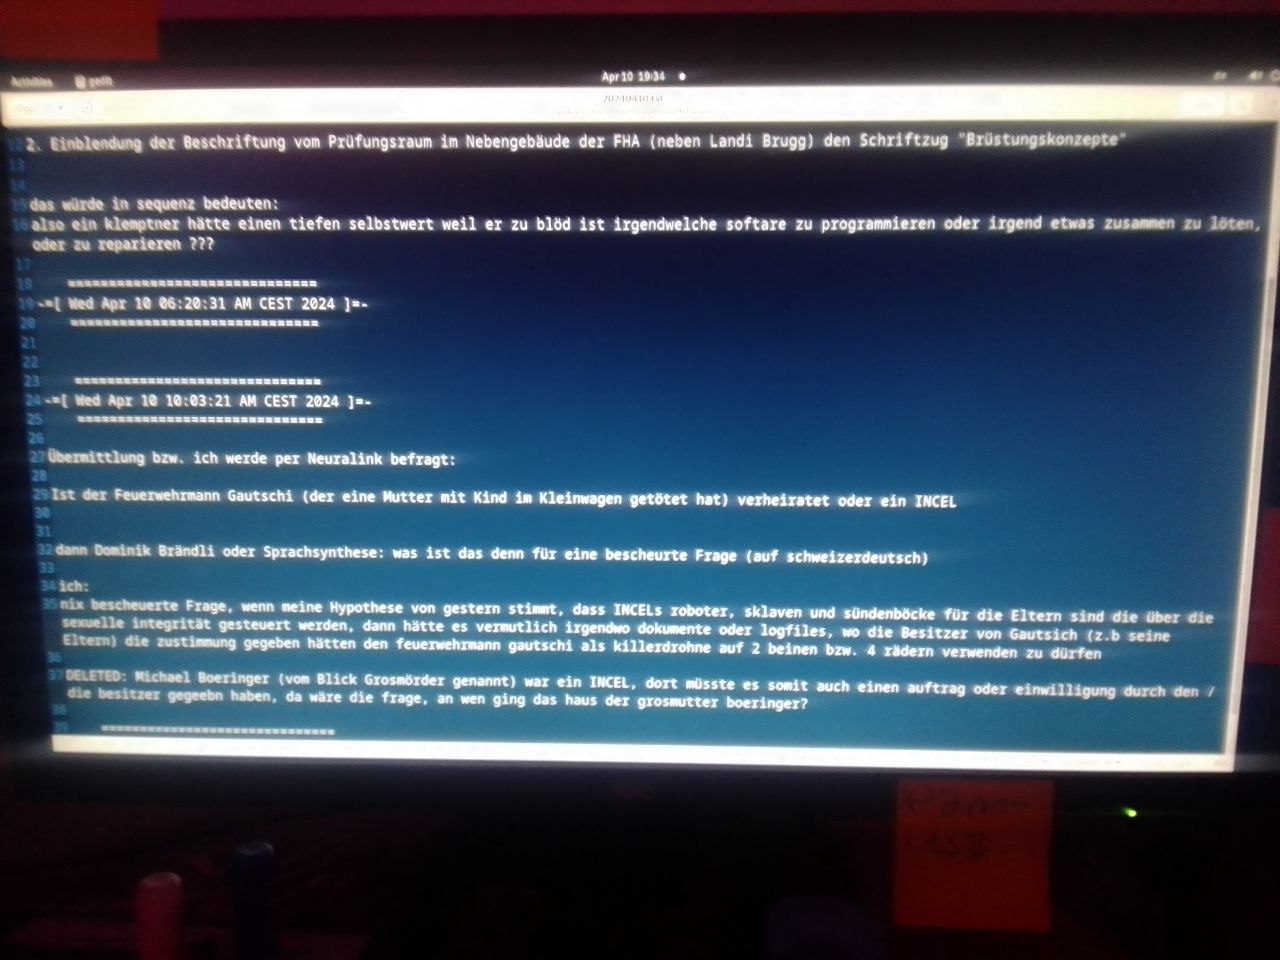 Activities gedit
Apr 10 19:34
Open
20240410.txt
12 2. Einblendung der Beschriftung vom Prüfungsraum im Nebengebäude der FHA (neben Landi Brugg) den Schriftzug "Brüstungskonzepte"
13
14
15 das würde in sequenz bedeuten:
16 also ein klemptner hätte einen tiefen selbstwert weil er zu blöd ist irgendwelche softare zu programmieren oder irgend etwas zusammen zu löten,
oder zu reparieren ???
17
18 ==============================
19 -=[ Wed Apr 10 06:20:31 AM CEST 2024 ]=-
20 ==============================
21
22
23 ==============================
24 -=[ Wed Apr 10 10:03:21 AM CEST 2024 ]=-
25 ==============================
26
27 Übermittlung bzw. ich werde per Neuralink befragt:
28
29 Ist der Feuerwehrmann Gautschi (der eine Mutter mit Kind im Kleinwagen getötet hat) verheiratet oder ein INCEL
30
31
32 dann Dominik Brändli oder Sprachsynthese: was ist das denn für eine bescheurte Frage (auf schweizerdeutsch)
33
34 ich:
35 nix bescheuerte Frage, wenn meine Hypothese von gestern stimmt, dass INCELs roboter, sklaven und sündenböcke für die Eltern sind die über die
sexuelle integrität gesteuert werden, dann hätte es vermutlich irgendwo dokumente oder logfiles, wo die Besitzer von Gautsich (z.b seine
Eltern) die zustimmung gegeben hätten den feuerwehrmann gautschi als killerdrohne auf 2 beinen bzw. 4 rädern verwenden zu dürfen
36
37 DELETED: Michael Boeringer (vom Blick Grosmörder genannt) war ein INCEL, dort müsste es somit auch einen auftrag oder einwilligung durch den /
die besitzer gegeebn haben, da wäre die frage, an wen ging das haus der grosmutter boeringer?
38
39 ==============================
USB